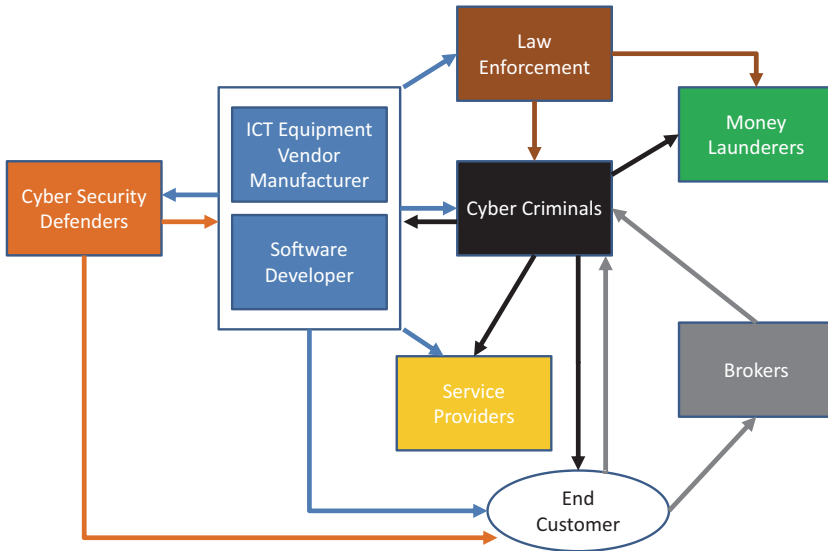 Law
Enforcement
ICT Equipment
Vendor
Manufacturer
Money
Launderers
Cyber Security
Defenders
Cyber Criminals
Software
Developer
Service
Providers
Brokers
End
Customer